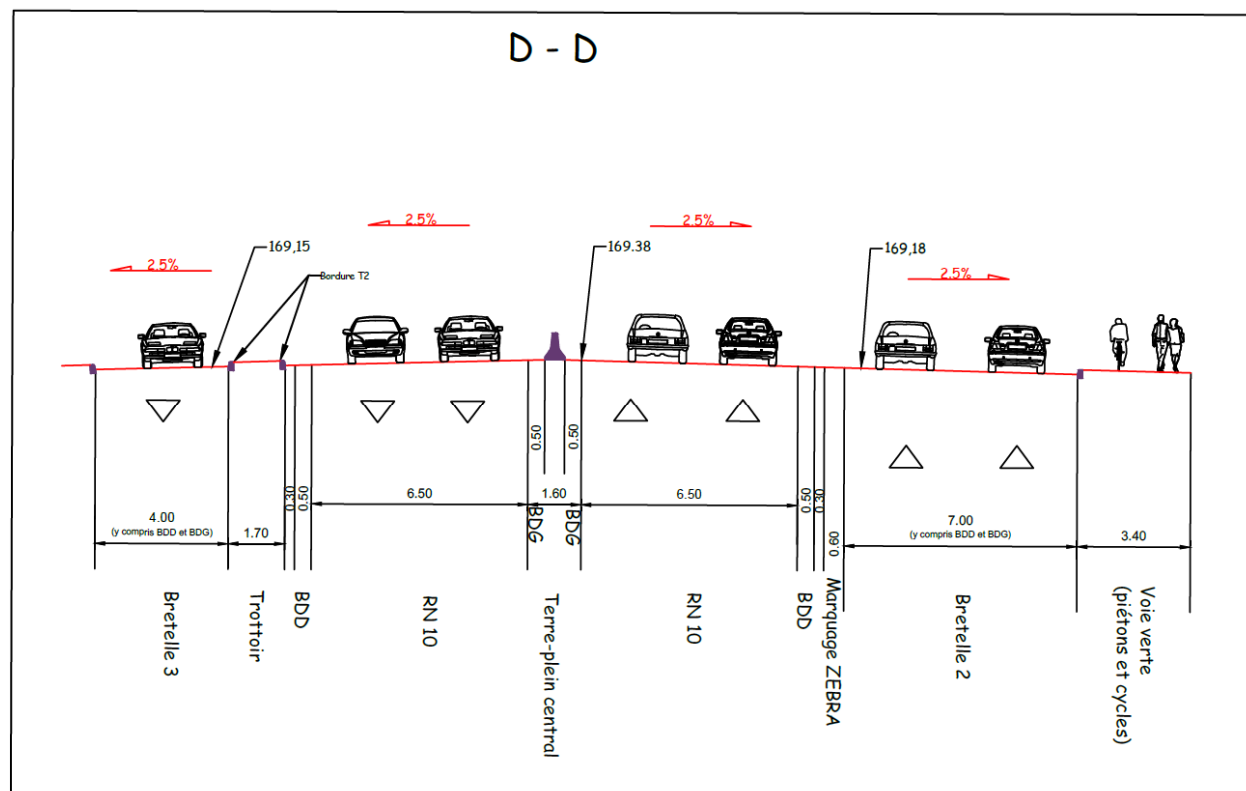 D - D
2.5%
2.5%
169,15
169.38
169,18
2.5%
Bordure T2
2.5%
0.50
0.50
0.30
0.50
6.50
1.60
6.50
0.50
0.30
0.60
4.00
(y compris BDD et BDG)
1.70
BDG
BDG
7.00
(y compris BDD et BDG)
3.40
Bretelle 3
Trottoir
BDD
RN 10
Terre-plein central
RN 10
BDD
Marquage ZEBRA
Bretelle 2
Voie verte
(piétons et cycles)